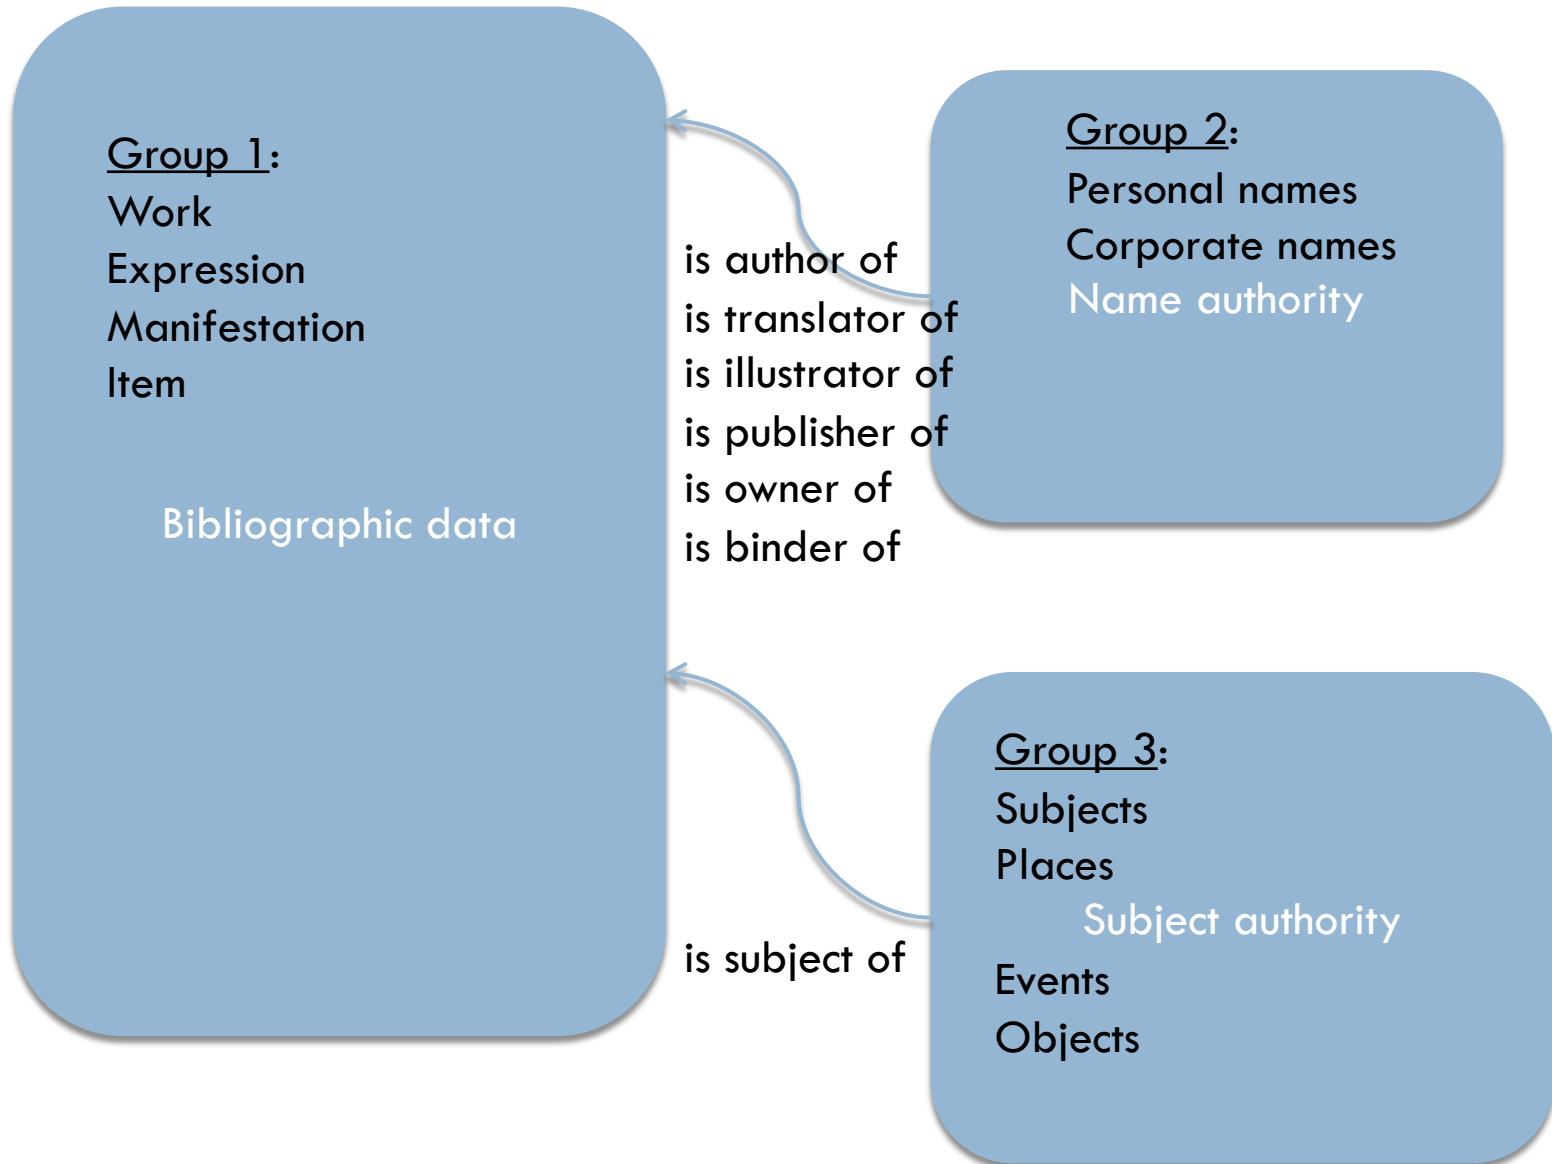 Group 1:
Work
Expression
Manifestation
Item
Bibliographic data
is author of
is translator of
is illustrator of
is publisher of
is owner of
is binder of
Group 2:
Personal names
Corporate names
Name authority
is subject of
Group 3:
Subjects
Places
Subject authority
Events
Objects